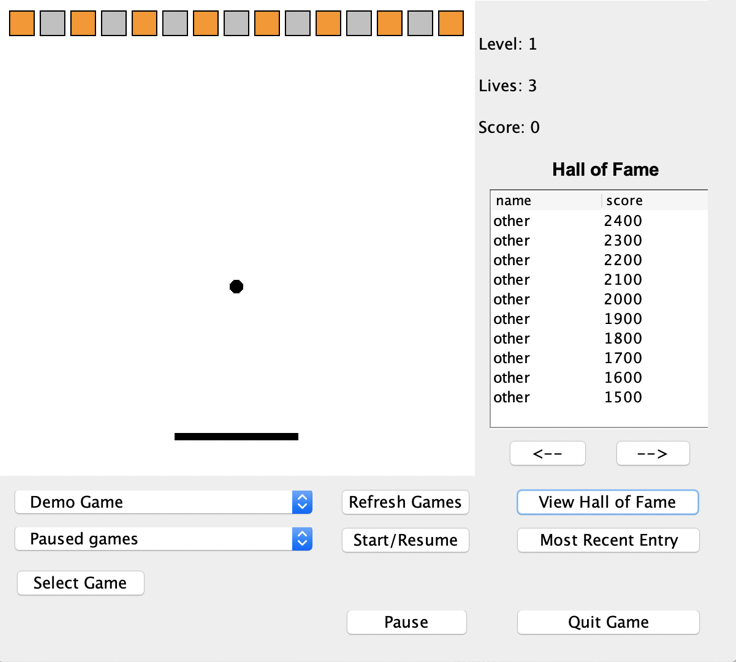 Level: 1
Lives: 3
Score: 0
Hall of Fame
name score
other 2400
other 2300
other 2200
other 2100
other 2000
other 1900
other 1800
other 1700
other 1600
other 1500
<-- -->
Demo Game Refresh Games View Hall of Fame
Paused games Start/Resume Most Recent Entry
Select Game
Pause Quit Game